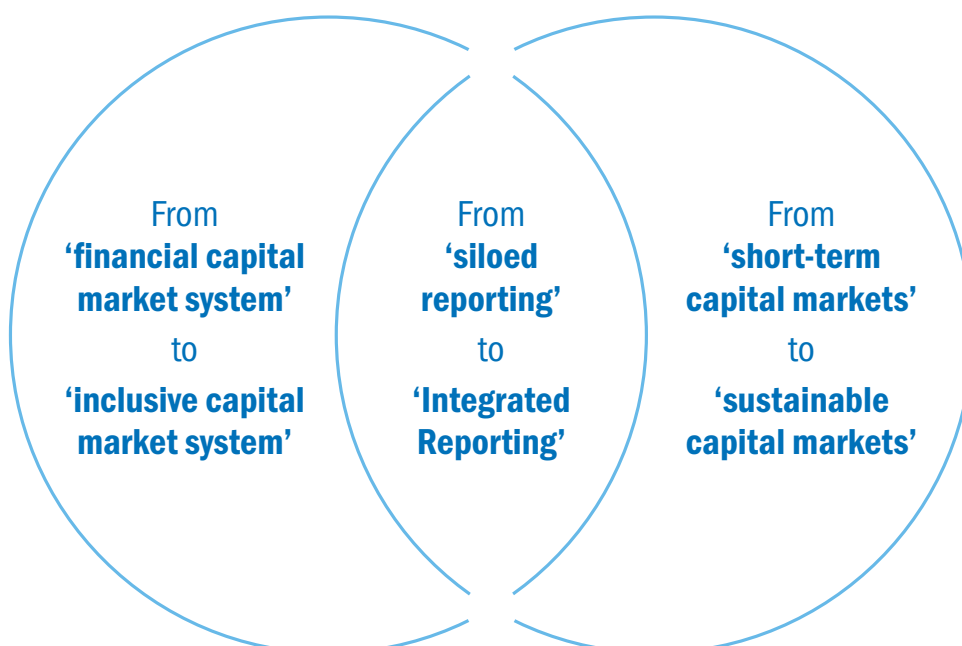 From
‘financial capital
market system’
to
‘inclusive capital
market system’
From
‘siloed
reporting’
to
‘Integrated
Reporting’
From
‘short-term
capital markets’
to
‘sustainable
capital markets’